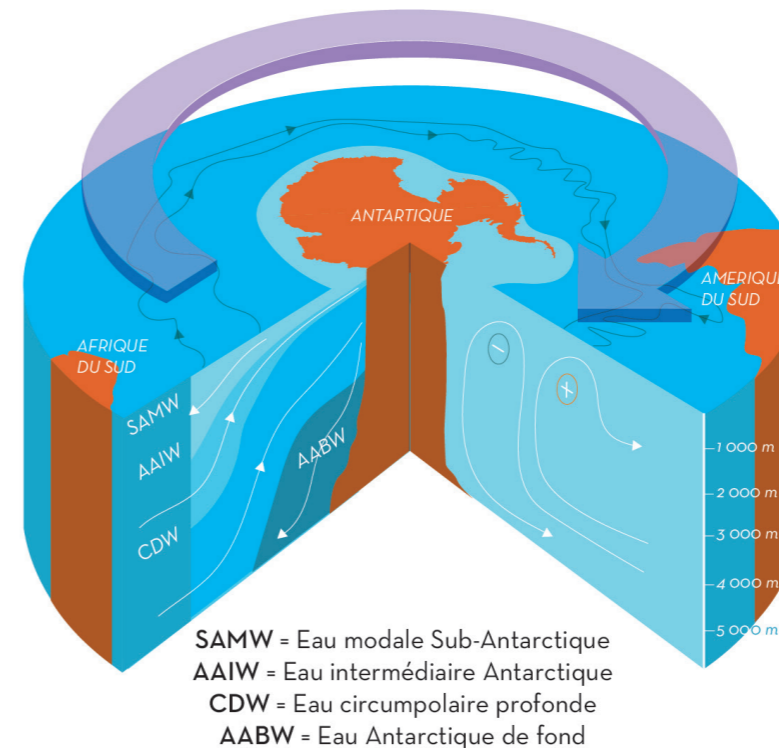 ANTARTIQUE
AMERIQUE
DU SUD
AFRIQUE
DU SUD
SAMW
AAIW
CDW
AABW
−
+
1 000 m
2 000 m
3 000 m
4 000 m
5 000 m
SAMW = Eau modale Sub-Antarctique
AAIW = Eau intermédiaire Antarctique
CDW = Eau circumpolaire profonde
AABW = Eau Antarctique de fond